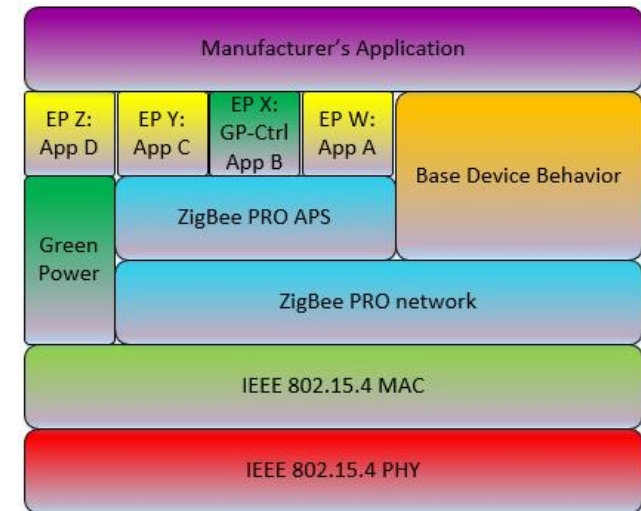 Manufacturer's Application
EP Z:
App D
EP Y:
App C
EP X:
GP-Ctrl
App B
EP W:
App A
Base Device Behavior
ZigBee PRO APS
Green
Power
ZigBee PRO network
IEEE 802.15.4 MAC
IEEE 802.15.4 PHY